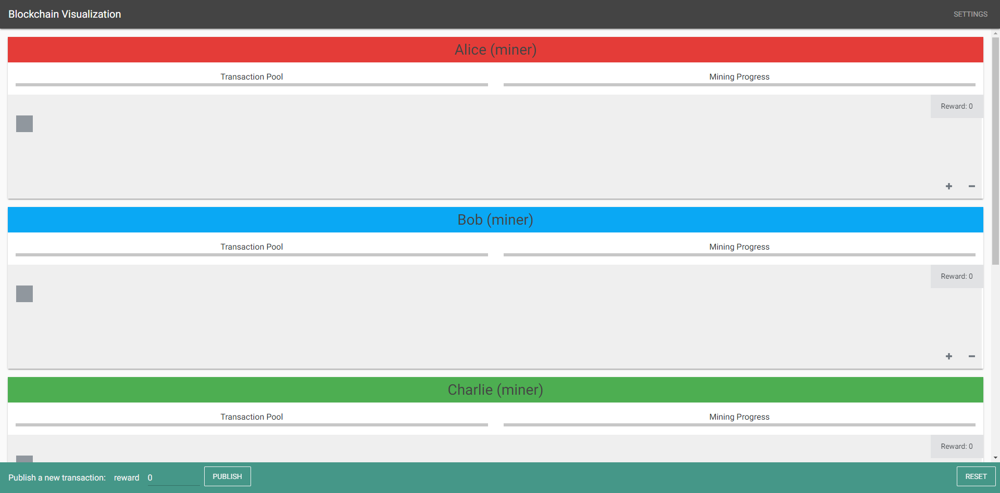 Blockchain Visualization
SETTINGS
Alice (miner)
Transaction Pool
Mining Progress
Reward: 0
Bob (miner)
Transaction Pool
Mining Progress
Reward: 0
Charlie (miner)
Transaction Pool
Mining Progress
Reward: 0
Publish a new transaction: reward 0 PUBLISH
RESET